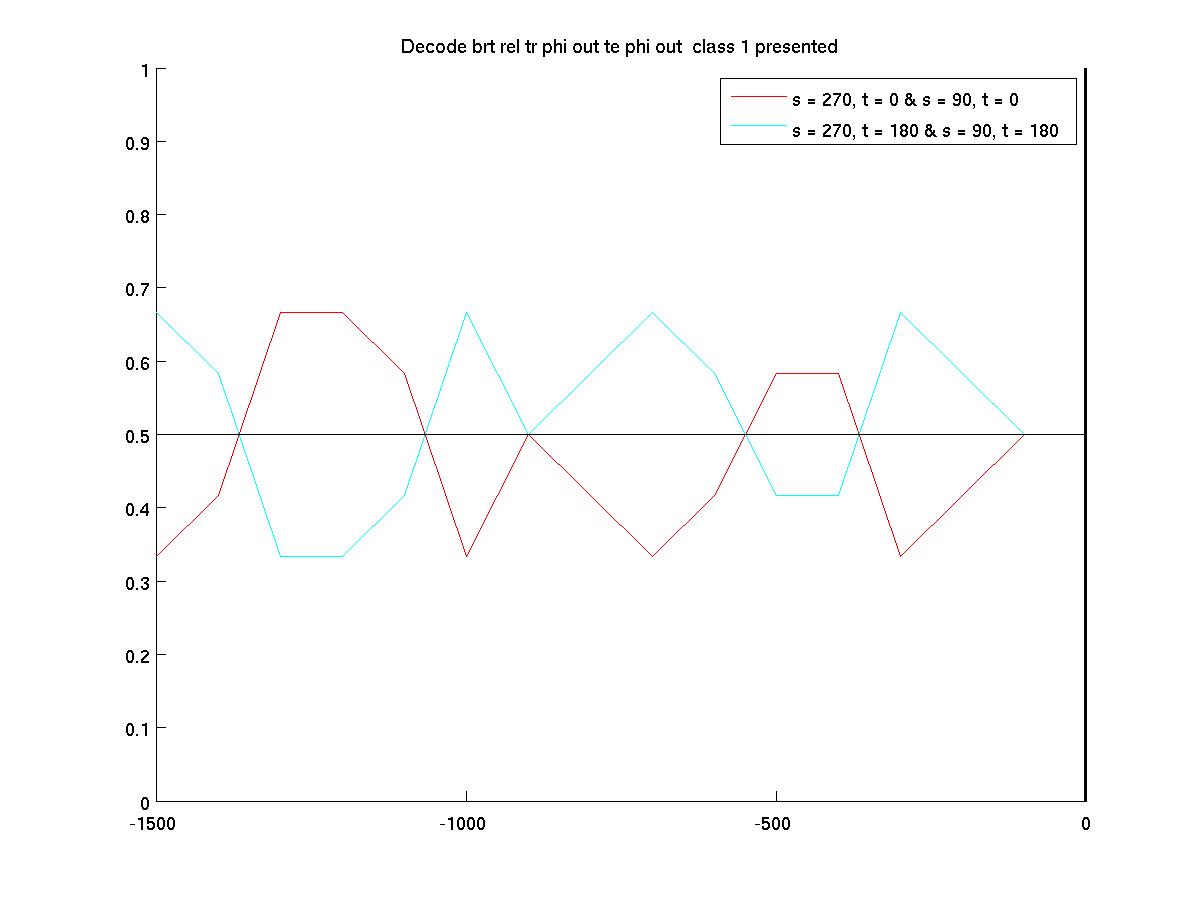 Decode brt rel tr phi out te phi out  class 1 presented
s = 270, t = 0 & s = 90, t = 0
s = 270, t = 180 & s = 90, t = 180
1
0.9
0.8
0.7
0.6
0.5
0.4
0.3
0.2
0.1
0
-1500 -1000 -500 0